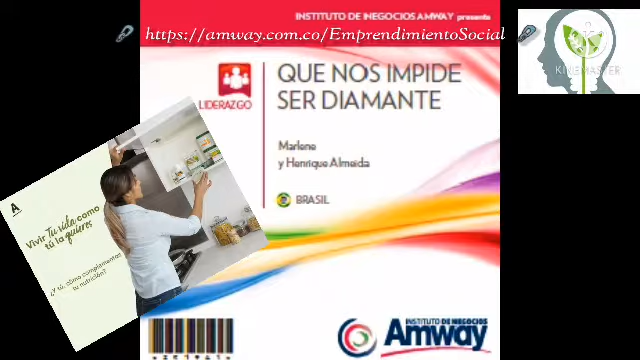 INSTITUTO DE NEGOCIOS AMWAY presenta
https://amway.com.co/EmprendimientoSocial
KINEMASTER
QUE NOS IMPIDE
SER DIAMANTE
LIDERAZGO
Marlene
y Henrique Almeida
BRASIL
A
Vivir Tu vida como
tú la quieres
¿Y tú, cómo complementas
tu nutrición?
INSTITUTO DE NEGOCIOS
Amway